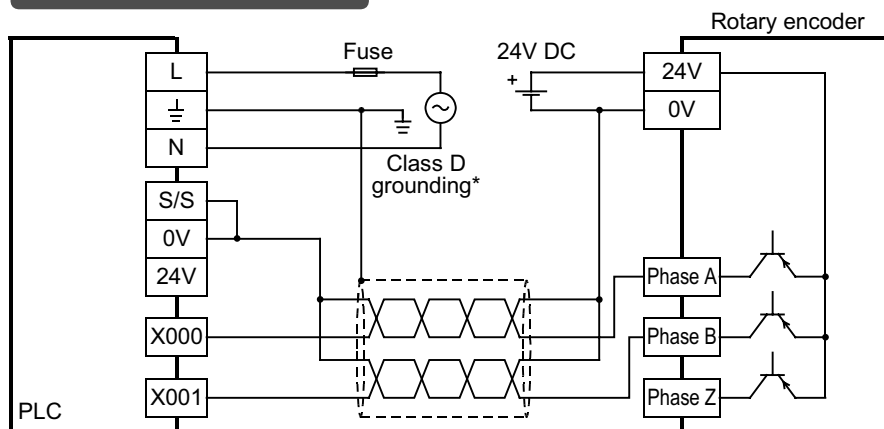 Rotary encoder
Fuse
24V DC
L
24V
+
0V
N
Class D
grounding*
S/S
0V
24V
Phase A
X000
Phase B
X001
Phase Z
PLC